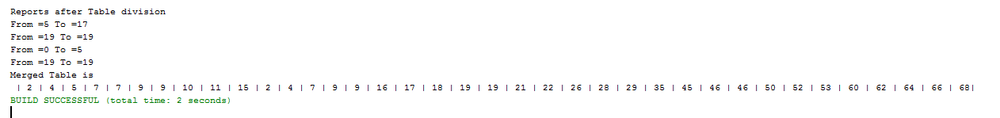 Reports after Table division
From =5 To =17
From =19 To =19
From =0 To =5
From =19 To =19
Merged Table is
| 2 | 4 | 5 | 7 | 7 | 9 | 9 | 10 | 11 | 15 | 2 | 4 | 7 | 9 | 9 | 16 | 17 | 18 | 19 | 19 | 21 | 22 | 26 | 28 | 29 | 35 | 45 | 46 | 46 | 50 | 52 | 53 | 60 | 62 | 64 | 66 | 68|
BUILD SUCCESSFUL (total time: 2 seconds)